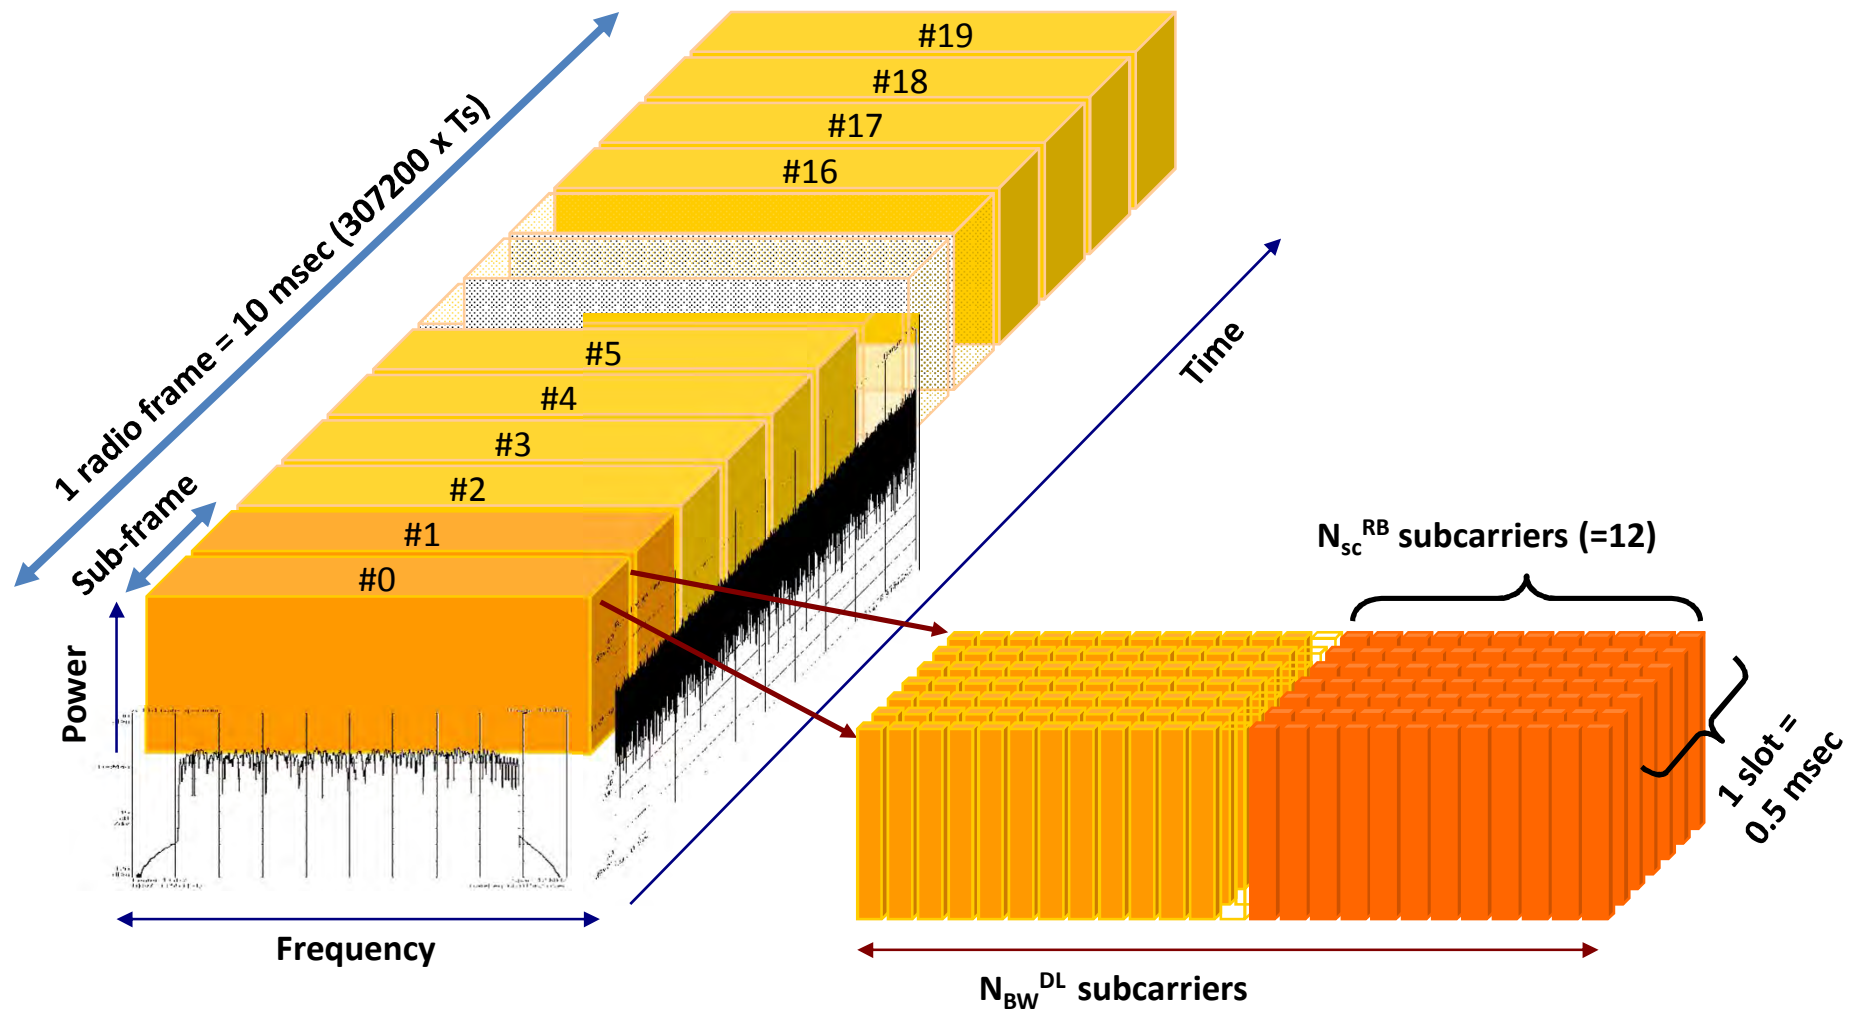 #19
#18
#17
#16
1 radio frame = 10 msec (307200 x Ts)
#5
#4
#3
#2
#1
#0
Sub-frame
Power
Time
Frequency
N_sc^RB subcarriers (=12)
1 slot =
0.5 msec
N_BW^DL subcarriers